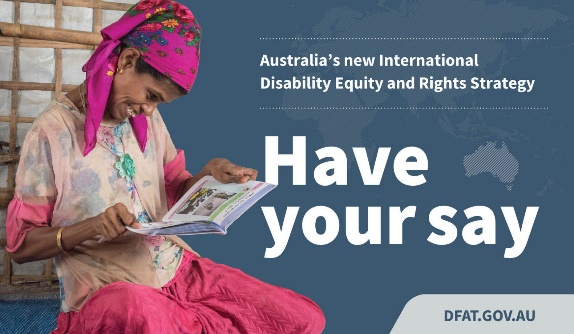 Australia's new International
Disability Equity and Rights Strategy
Have
your say
DFAT.GOV.AU